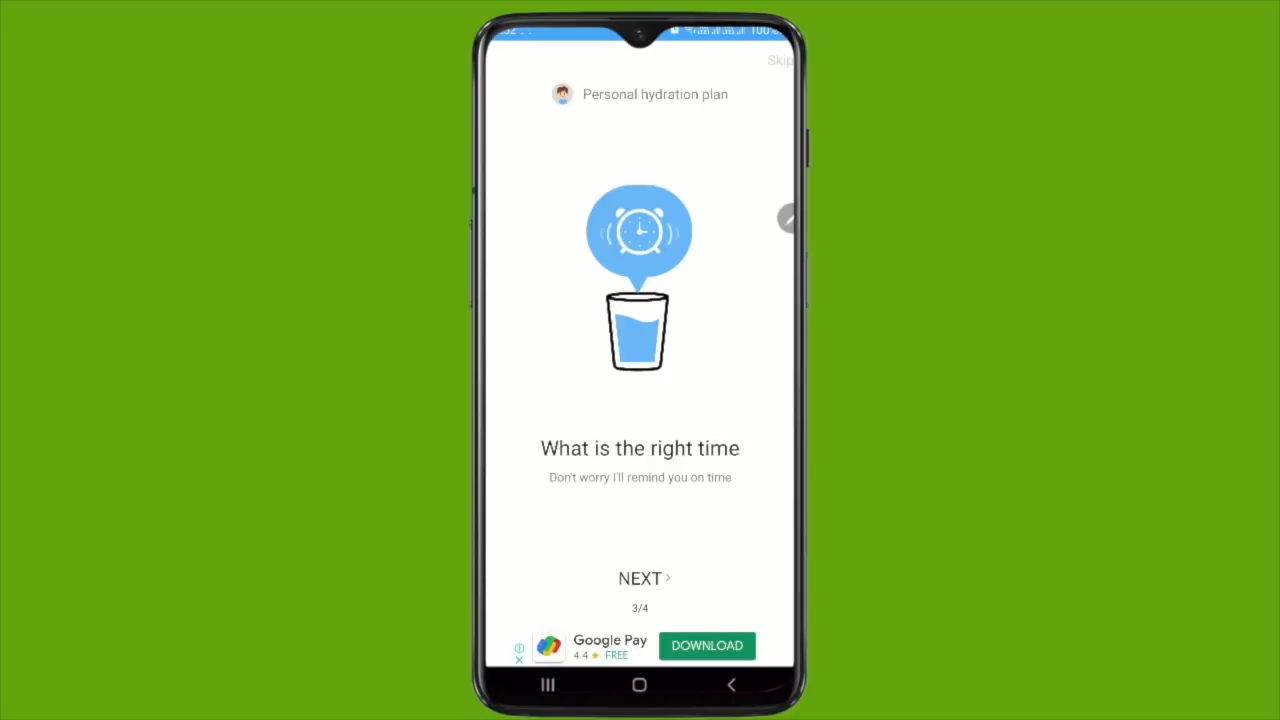 100%
Skip
Personal hydration plan
What is the right time
Don't worry I'll remind you on time
NEXT >
3/4
Google Pay
4.4 ★ FREE
DOWNLOAD